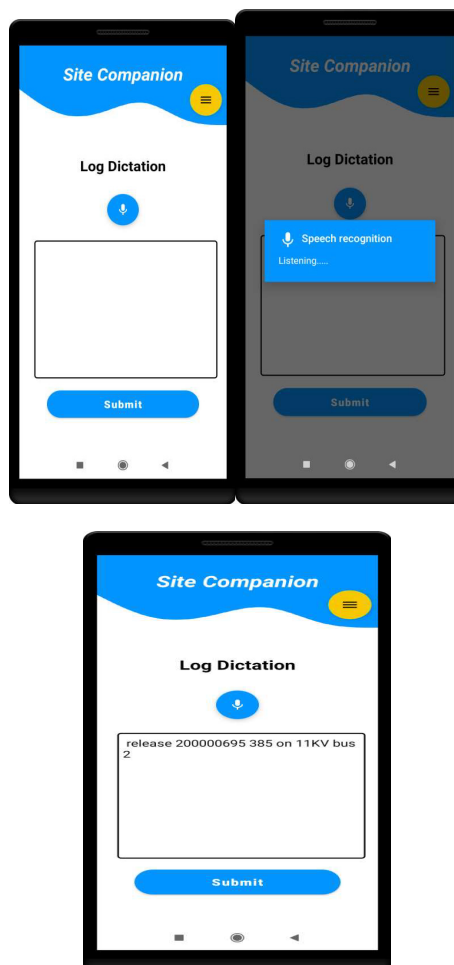 Site Companion
Log Dictation
Submit
Site Companion
Log Dictation
Speech recognition
Listening.....
Submit
Site Companion
Log Dictation
release 200000695 385 on 11KV bus
2
Submit